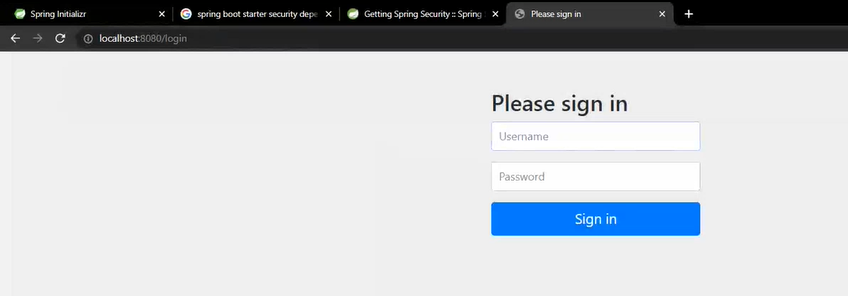 Spring Initializr
spring boot starter security depe
Getting Spring Security :: Spring
Please sign in
localhost:8080/login
Please sign in
Username
Password
Sign in